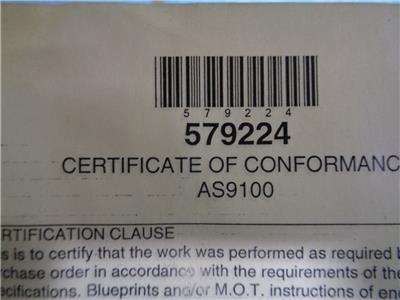 579224
579224
CERTIFICATE OF CONFORMANC
AS9100
RTIFICATION CLAUSE
s is to certify that the work was performed as required b
rchase order in accordance with the requirements of the
ecifications. Blueprints and/or M.O.T. instructions of eng